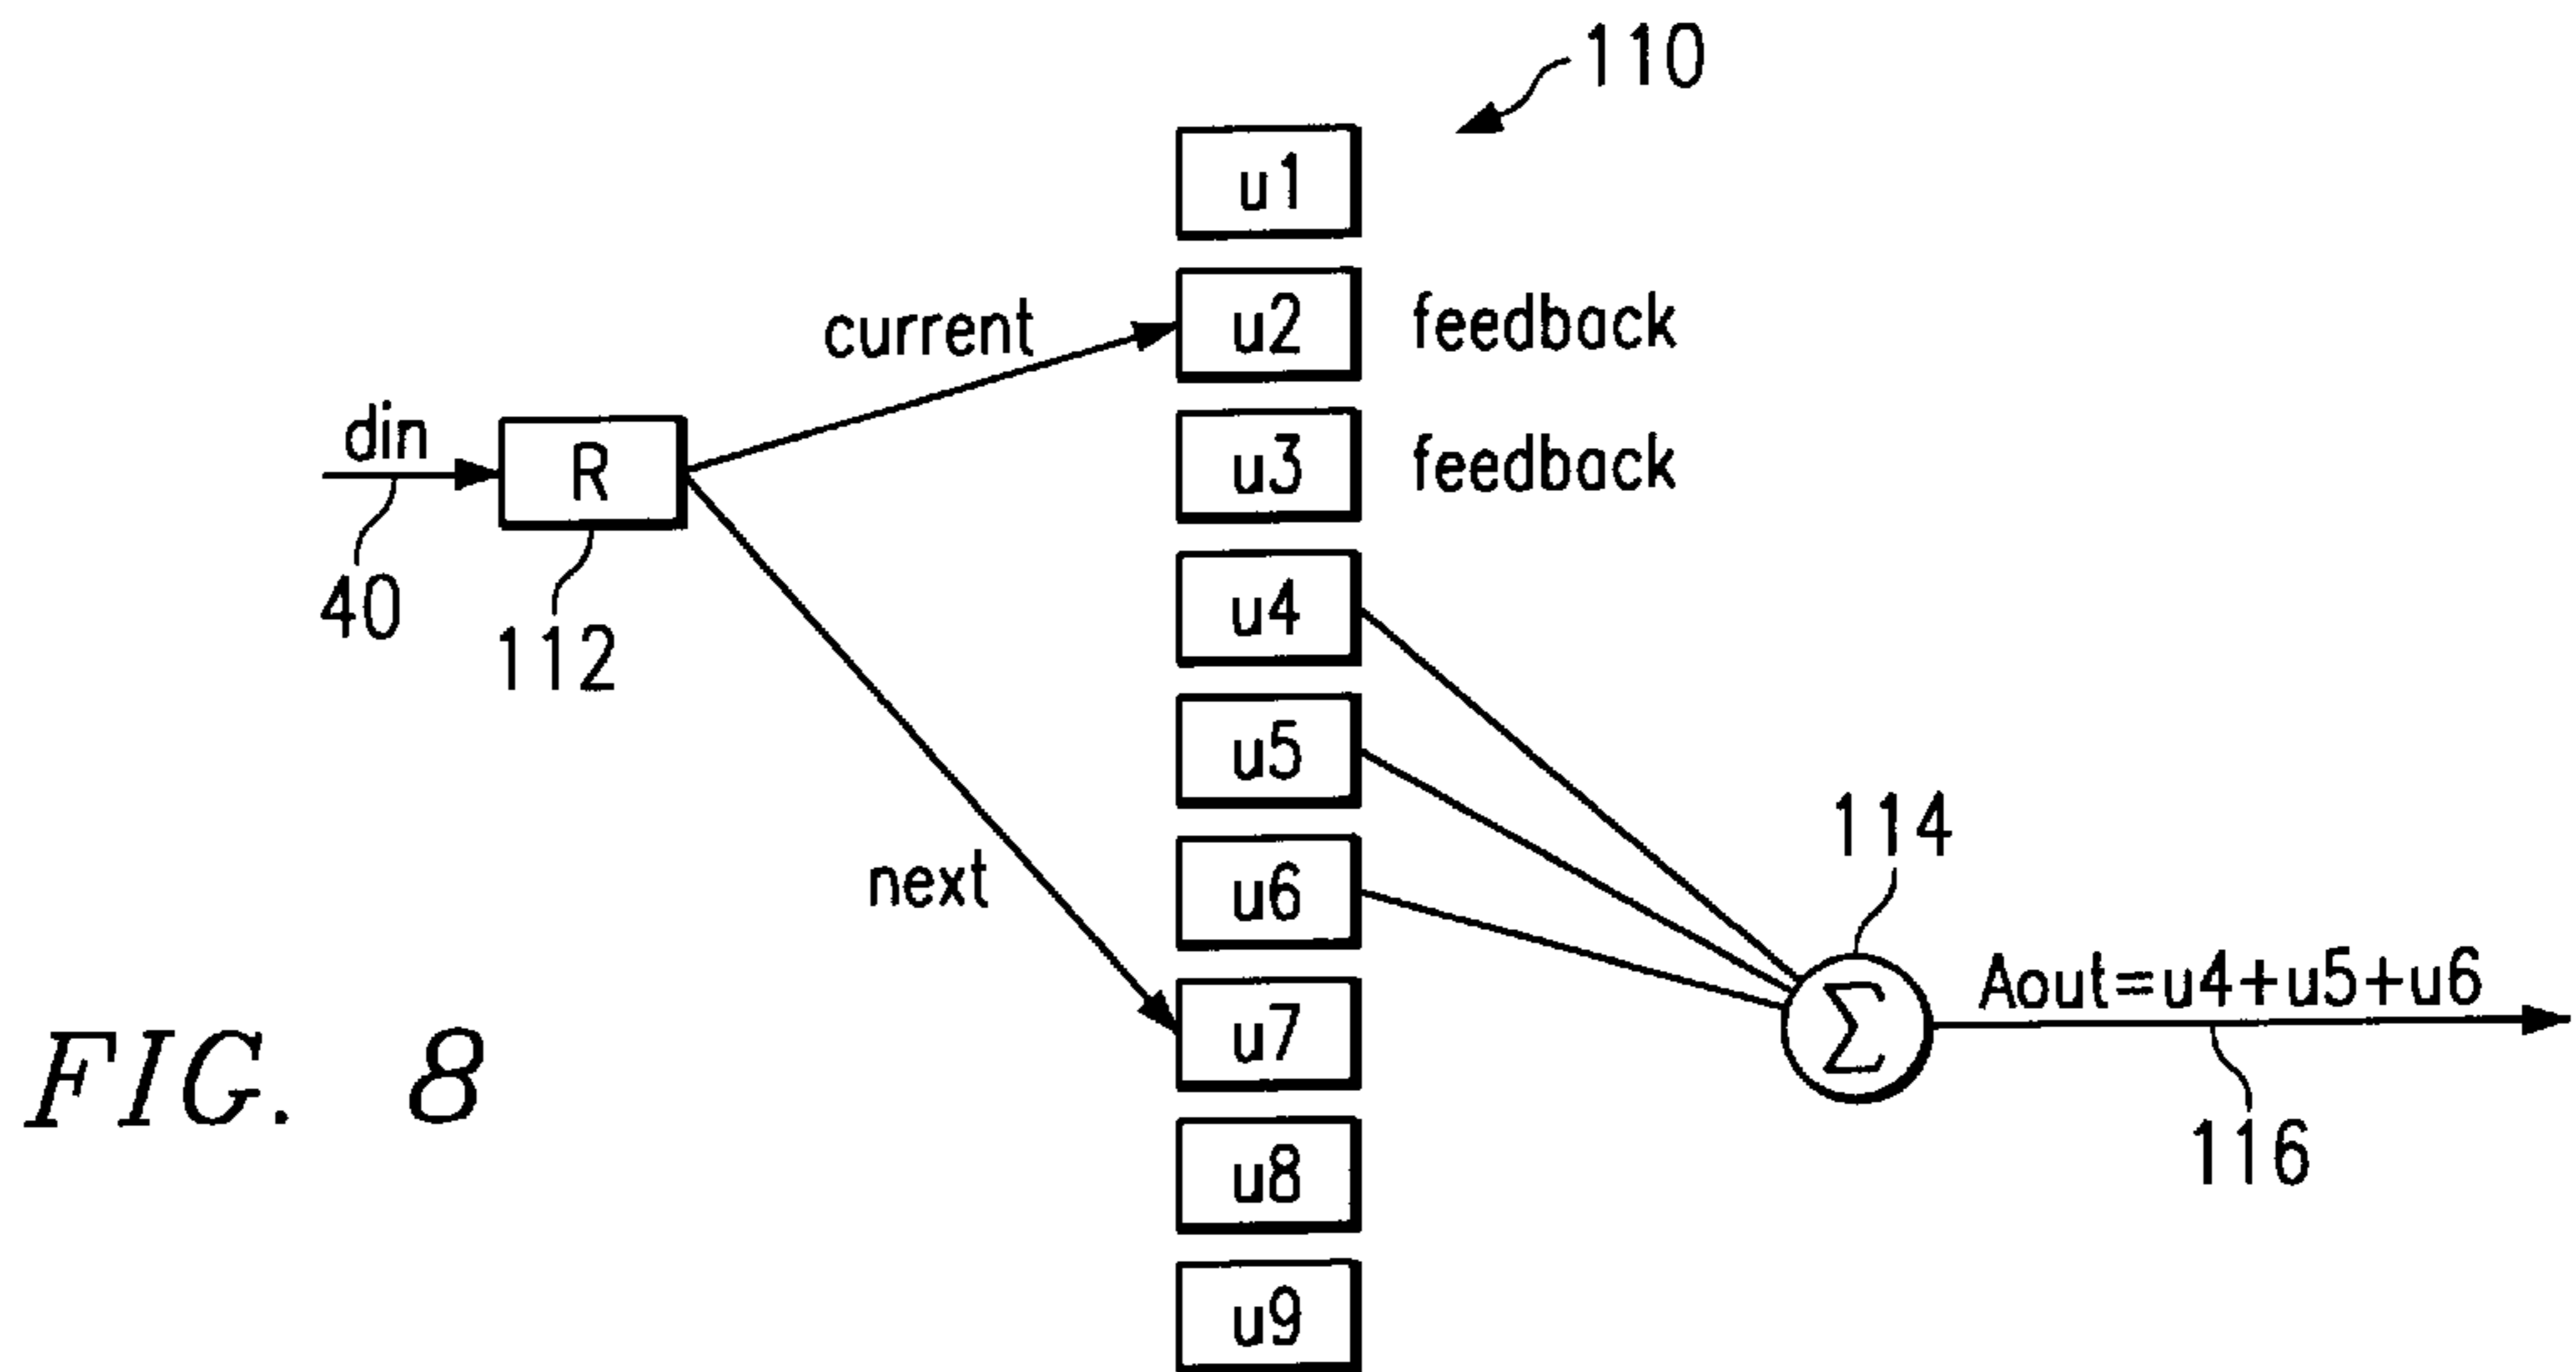 110
u1
current
u2 feedback
din
R
u3 feedback
40
112
u4
u5
114
next
u6
Aout=u4+u5+u6
Σ
u7
FIG. 8
116
u8
u9